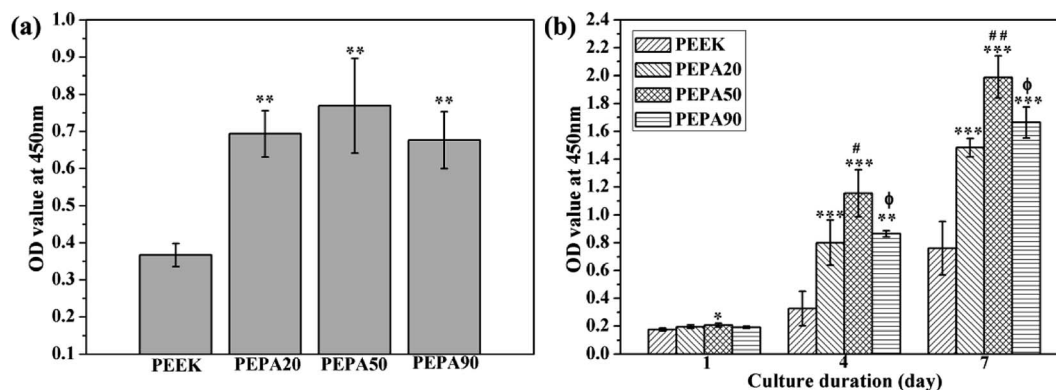 (a)
OD value at 450nm
1.0
0.9
0.8
0.7
0.6
0.5
0.4
0.3
0.2
0.1
**
**
**
PEEK PEPA20 PEPA50 PEPA90
(b)
OD value at 450nm
2.4
2.2
2.0
1.8
1.6
1.4
1.2
1.0
0.8
0.6
0.4
0.2
0.0
PEEK
PEPA20
PEPA50
PEPA90
*
***
#
***
ϕ
**
***
##
***
ϕ
***
1 4 7
Culture duration (day)